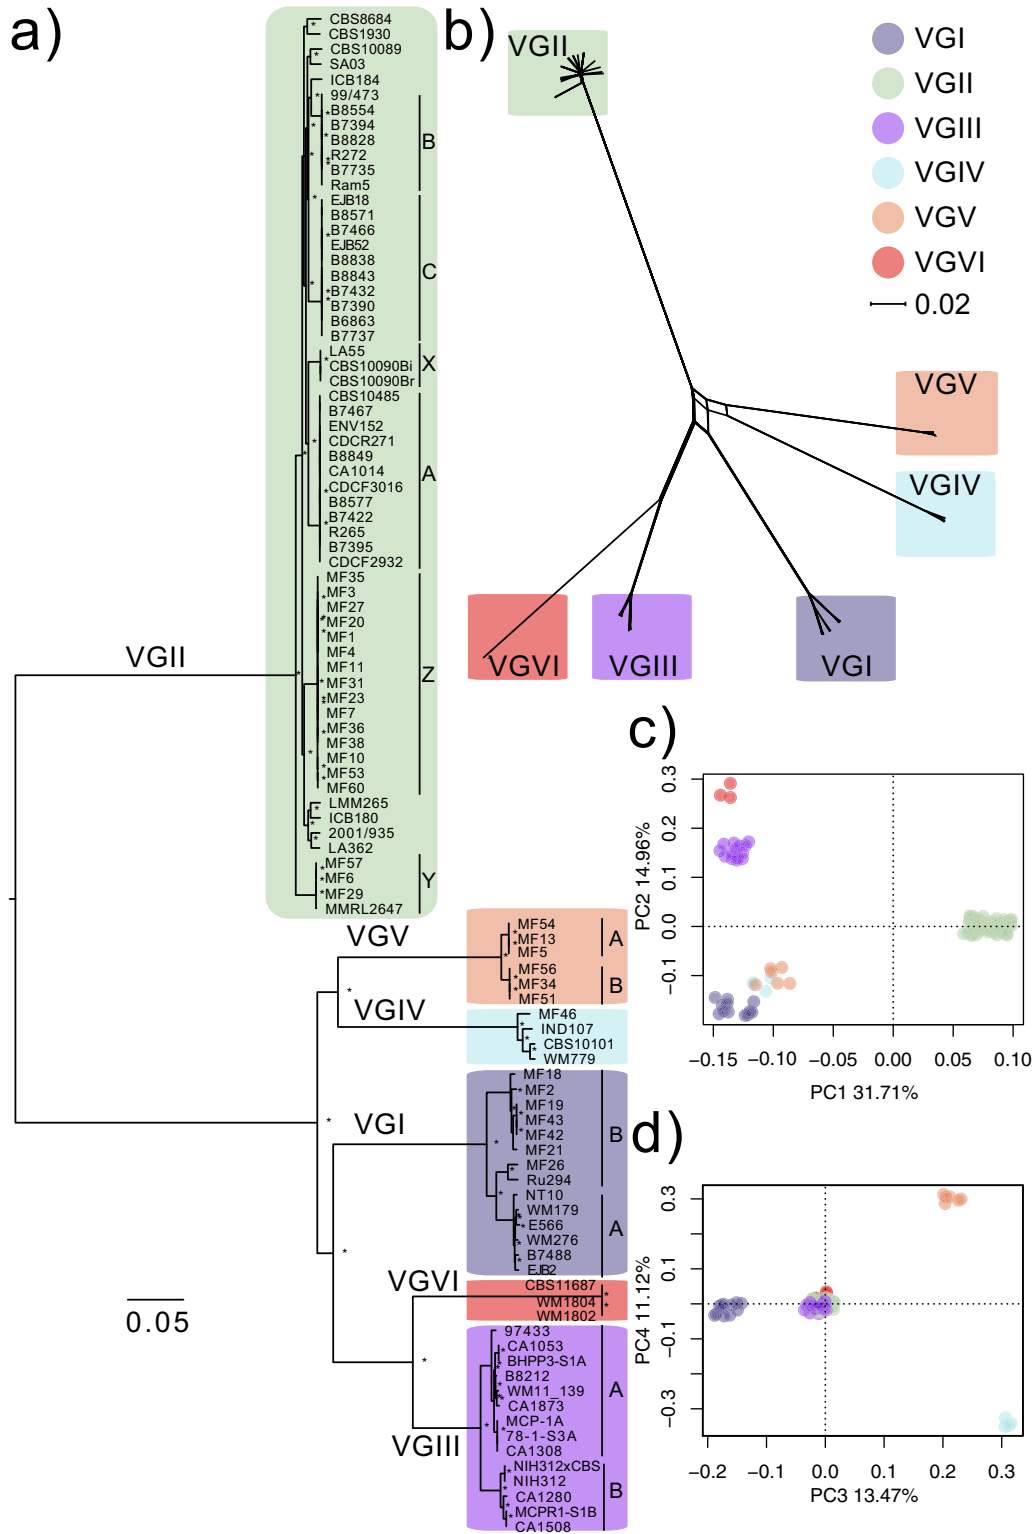 a)
CBS8684
CBS1930
CBS10089
SA03
ICB184
99/473
B8554
B7394
B8828
R272
B7735
Ram5
B
EJB18
B8571
B7466
EJB52
B8838
B8843
B7432
B7390
B6863
B7737
C
LA55
CBS10090Bi
CBS10090Br
X
CBS10485
B7467
ENV152
CDCR271
B8849
CA1014
CDCF3016
B8577
B7422
R265
B7395
CDCF2932
A
MF35
MF3
MF27
MF20
MF1
MF4
MF11
MF31
MF23
MF7
MF36
MF38
MF10
MF53
MF60
Z
LMM265
ICB180
2001/935
LA362
MF57
MF6
MF29
MMRL2647
Y
VGII
VGV
MF54
MF13
MF5
A
MF56
MF34
MF51
B
VGIV
MF46
IND107
CBS10101
WM779
VGI
MF18
MF2
MF19
MF43
MF42
MF21
MF26
Ru294
B
NT10
WM179
E566
WM276
B7488
EJB2
A
VGVI
CBS11687
WM1804
WM1802
VGIII
97433
CA1053
BHPP3-S1A
B8212
WM11_139
CA1873
MCP-1A
78-1-S3A
CA1308
A
NIH312xCBS
NIH312
CA1280
MCPR1-S1B
CA1508
B
0.05
b)
VGII
VGV
VGIV
VGVI
VGIII
VGI
VGI
VGII
VGIII
VGIV
VGV
VGVI
0.02
c)
PC2 14.96%
0.3
0.2
0.1
0.0
−0.1
−0.15
−0.10
−0.05
0.00
0.05
0.10
PC1 31.71%
d)
PC4 11.12%
0.3
0.1
−0.1
−0.3
−0.2
−0.1
0.0
0.1
0.2
0.3
PC3 13.47%